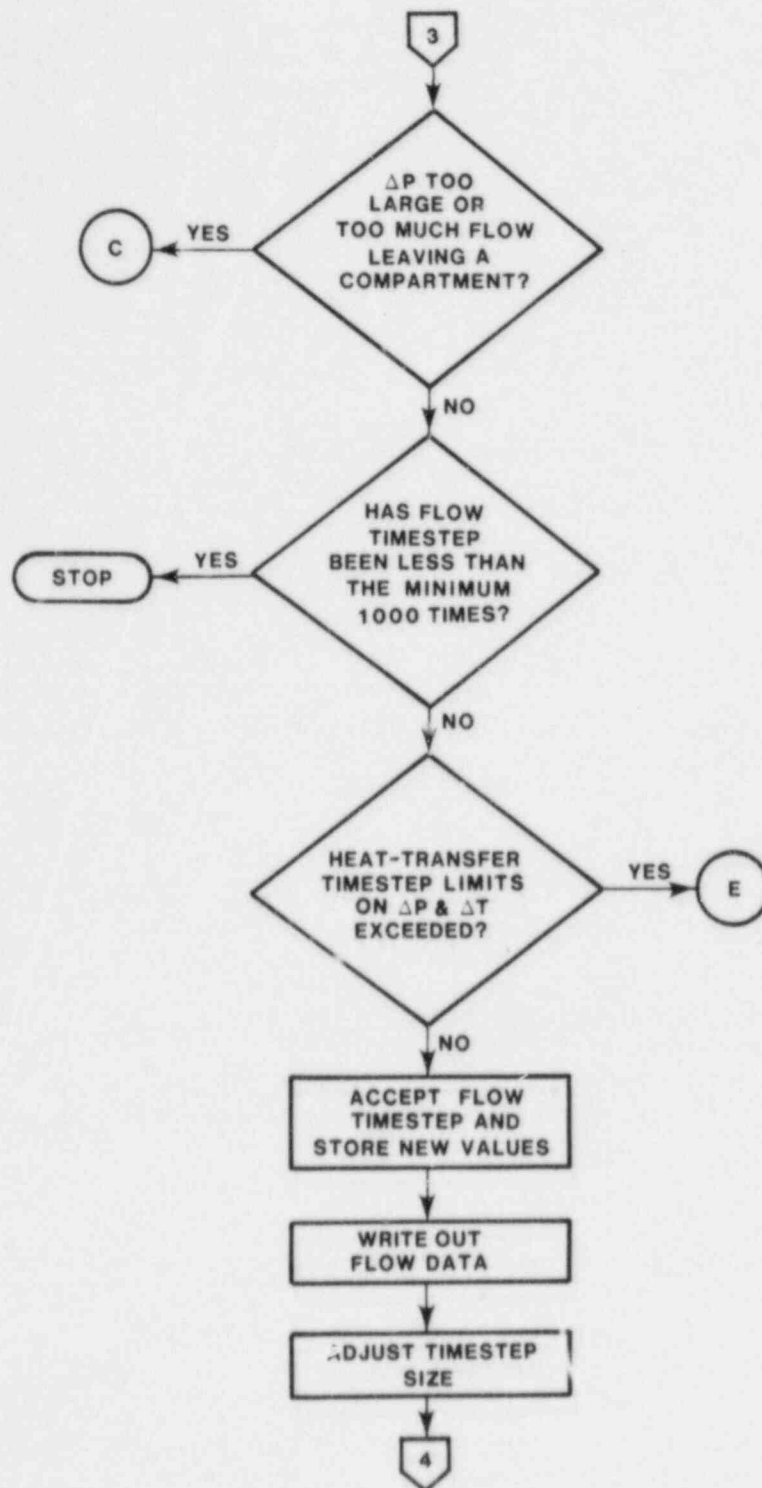 3
ΔP TOO
LARGE OR
TOO MUCH FLOW
LEAVING A
COMPARTMENT?
YES
C
NO
HAS FLOW
TIMESTEP
BEEN LESS THAN
THE MINIMUM
1000 TIMES?
YES
STOP
NO
HEAT-TRANSFER
TIMESTEP LIMITS
ON ΔP & ΔT
EXCEEDED?
YES
E
NO
ACCEPT FLOW
TIMESTEP AND
STORE NEW VALUES
WRITE OUT
FLOW DATA
ADJUST TIMESTEP
SIZE
4